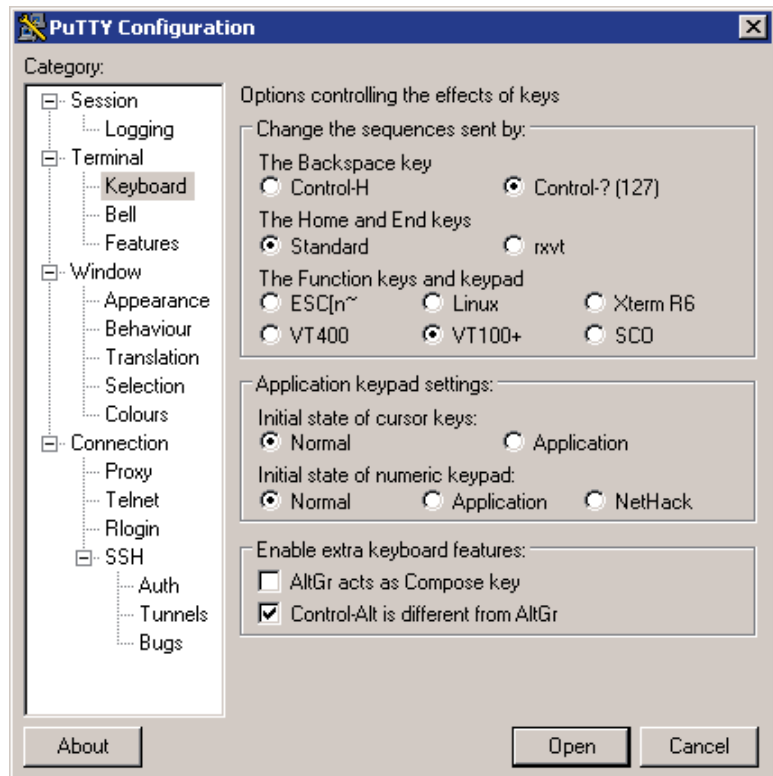 PuTTY Configuration
Category:
Session
Logging
Terminal
Keyboard
Bell
Features
Window
Appearance
Behaviour
Translation
Selection
Colours
Connection
Proxy
Telnet
Rlogin
SSH
Auth
Tunnels
Bugs
Options controlling the effects of keys
Change the sequences sent by:
The Backspace key
Control-H Control-? (127)
The Home and End keys
Standard rxvt
The Function keys and keypad
ESC[n~ Linux Xterm R6
VT400 VT100+ SCO
Application keypad settings:
Initial state of cursor keys:
Normal Application
Initial state of numeric keypad:
Normal Application NetHack
Enable extra keyboard features:
AltGr acts as Compose key
Control-Alt is different from AltGr
About Open Cancel